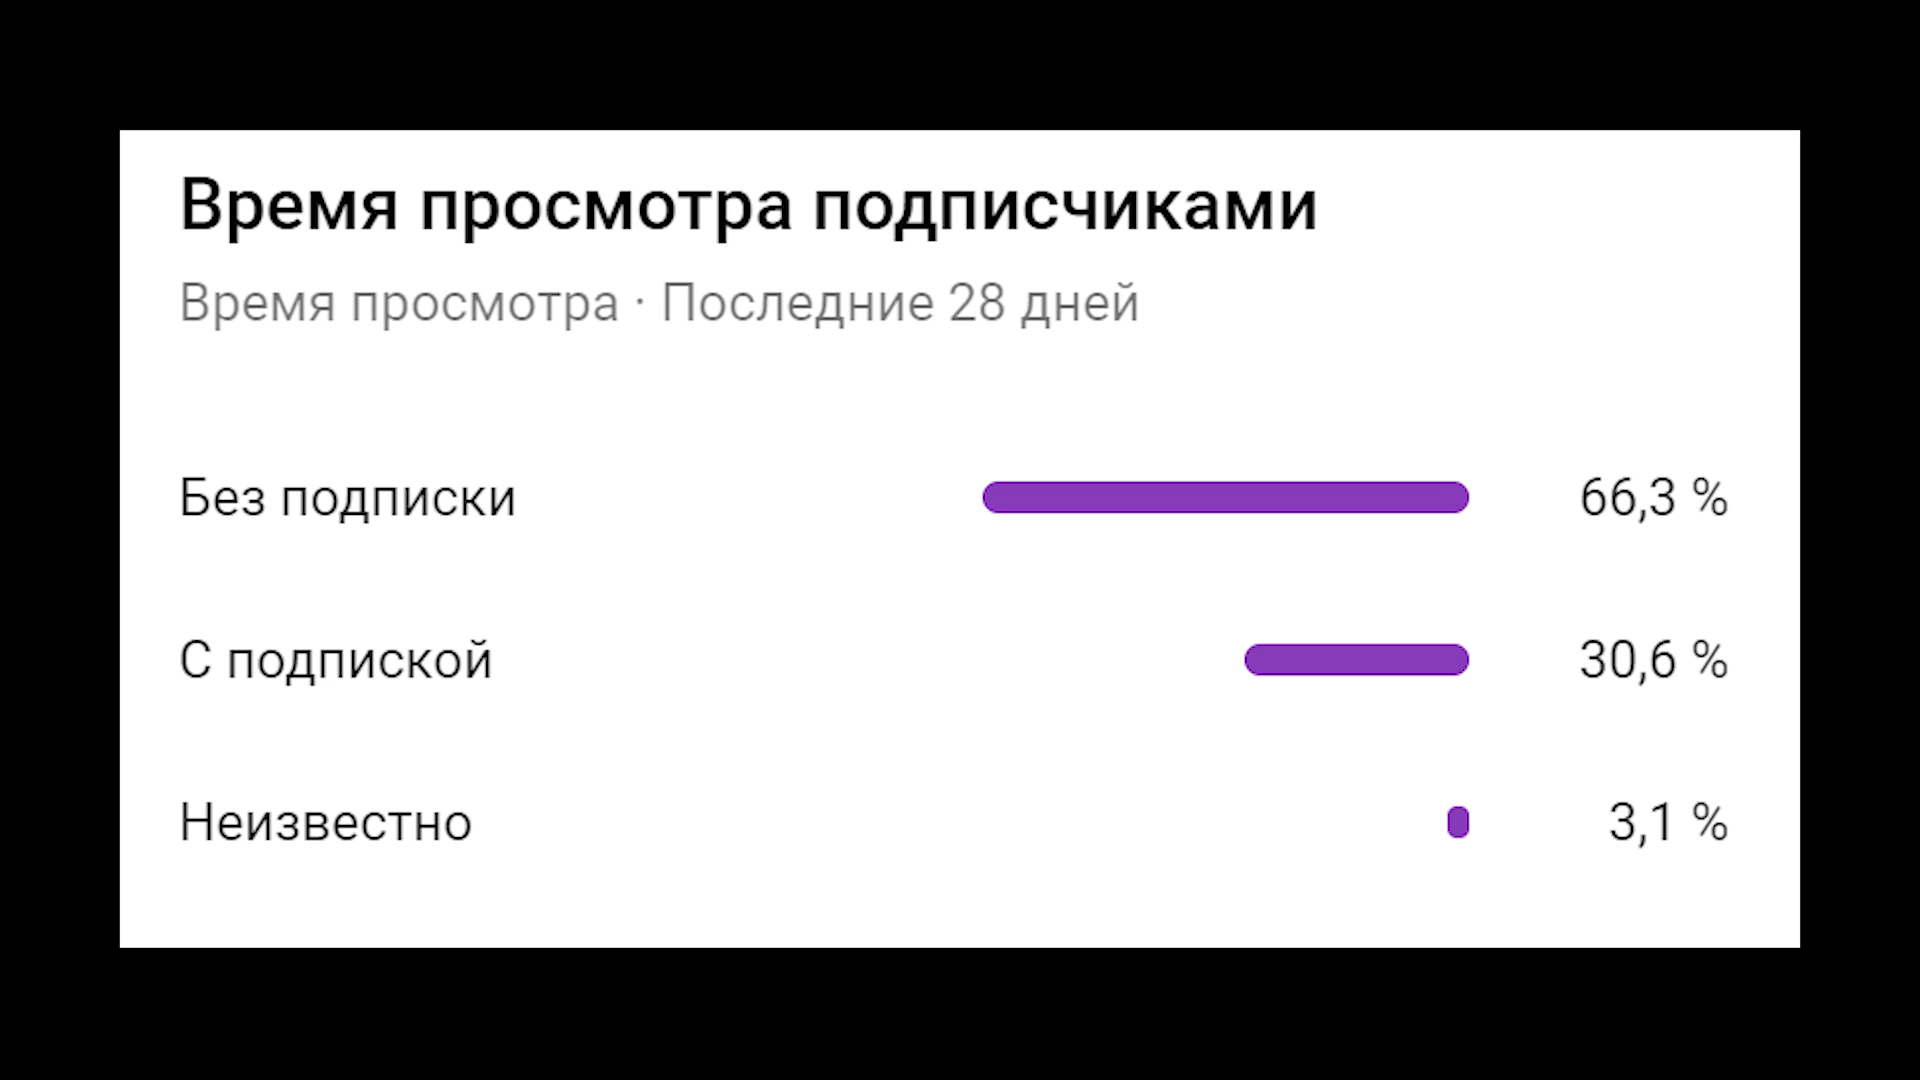 Время просмотра подписчиками
Время просмотра · Последние 28 дней
Без подписки 66,3 %
С подпиской 30,6 %
Неизвестно 3,1 %